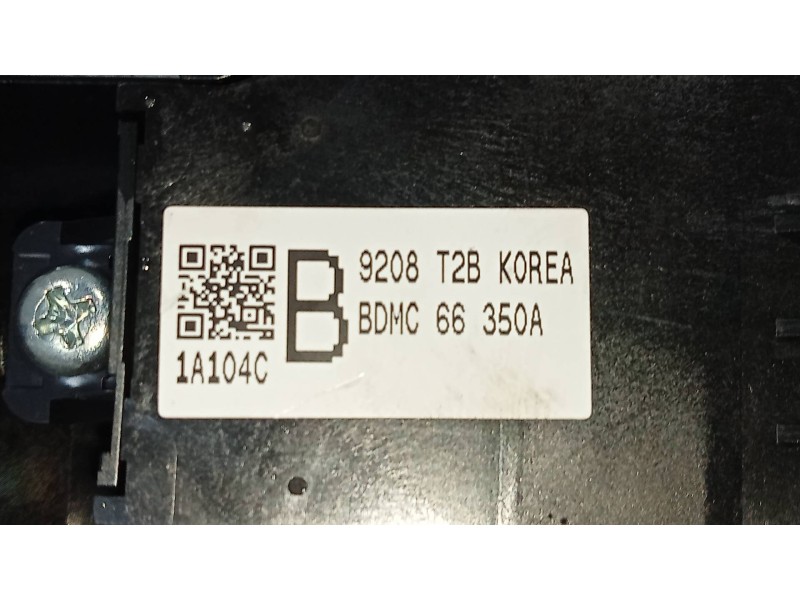 9208 T2B KOREA
B
BDMC 66 350A
1A104C